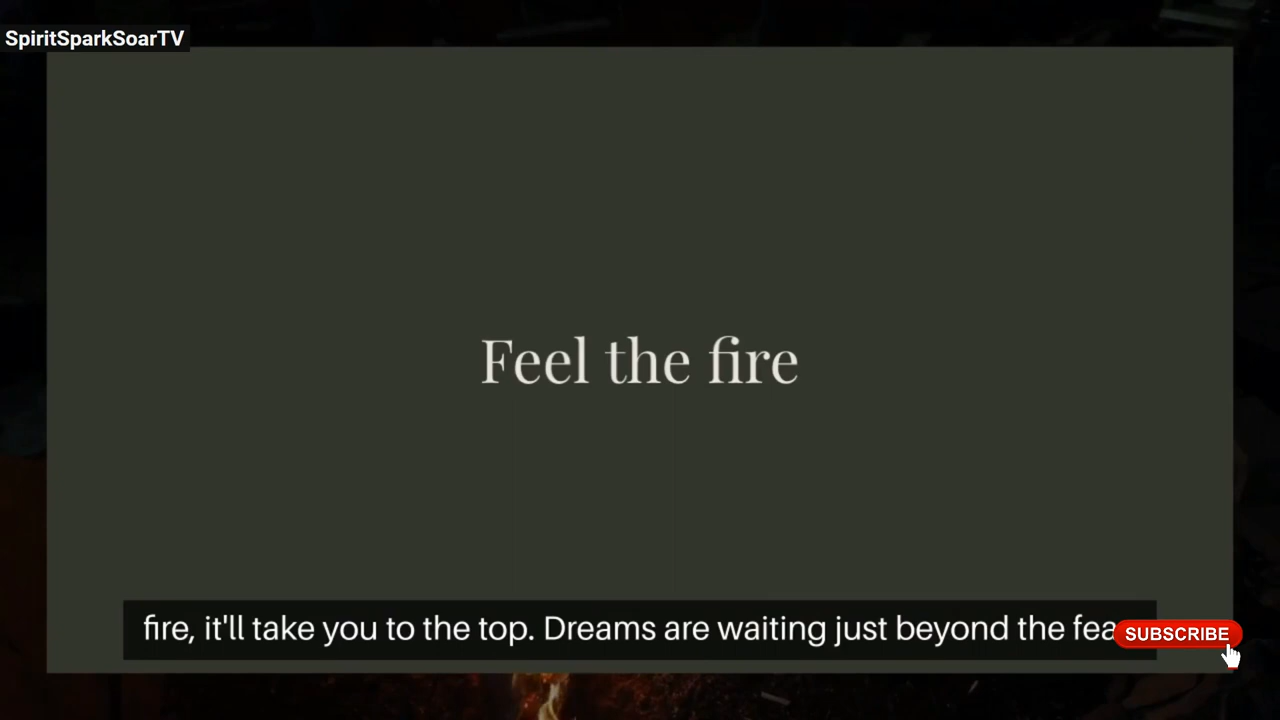 SpiritSparkSoarTV
Feel the fire
fire, it'll take you to the top. Dreams are waiting just beyond the
SUBSCRIBE